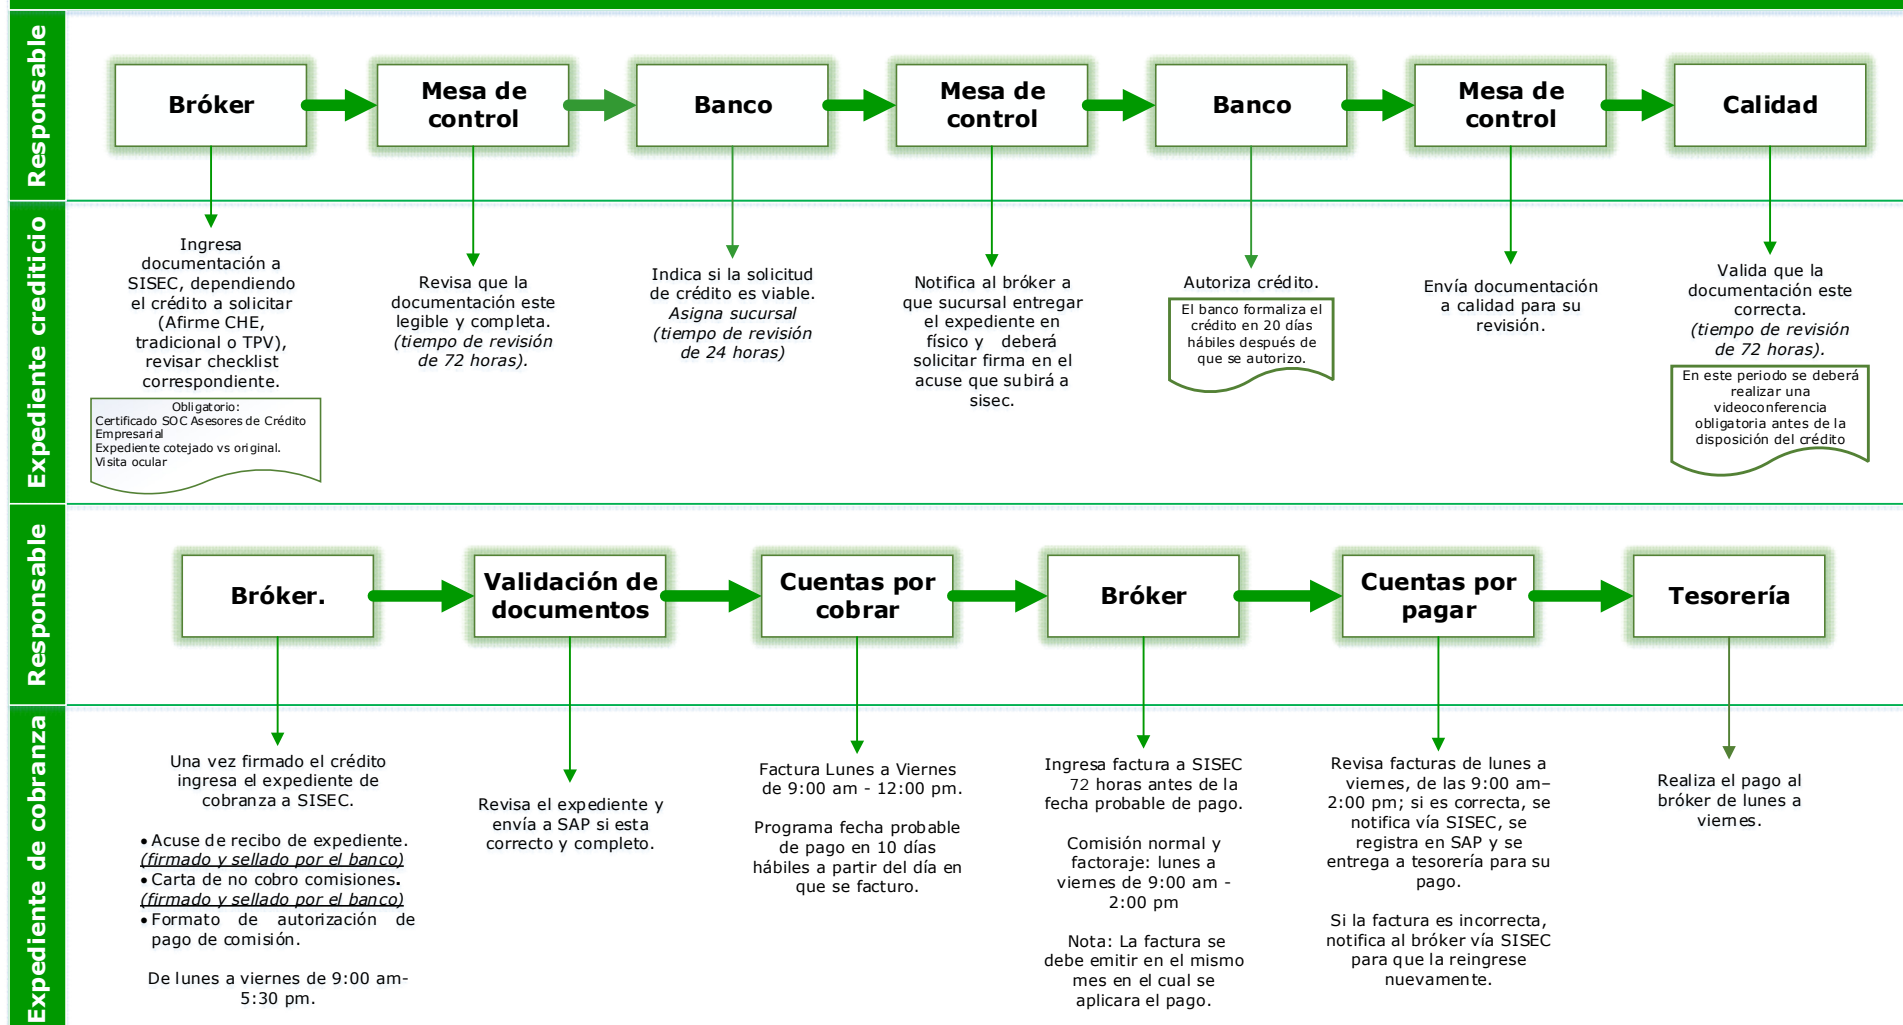 Responsable
Bróker
Mesa de
control
Banco
Mesa de
control
Banco
Mesa de
control
Calidad
Expediente crediticio
Ingresa
documentación a
SISEC, dependiendo
el crédito a solicitar
(Afirme CHE,
tradicional o TPV),
revisar checklist
correspondiente.
Obligatorio:
Certificado SOC Asesores de Crédito
Empresarial
Expediente cotejado vs original.
Visita ocular
Revisa que la
documentación este
legible y completa.
(tiempo de revisión
de 72 horas).
Indica si la solicitud
de crédito es viable.
Asigna sucursal
(tiempo de revisión
de 24 horas)
Notifica al bróker a
que sucursal entregar
el expediente en
físico y deberá
solicitar firma en el
acuse que subirá a
sisec.
Autoriza crédito.
El banco formaliza el
crédito en 20 días
hábiles después de
que se autorizo.
Envía documentación
a calidad para su
revisión.
Valida que la
documentación este
correcta.
(tiempo de revisión
de 72 horas).
En este periodo se deberá
realizar una
videoconferencia
obligatoria antes de la
disposición del crédito
Responsable
Bróker.
Validación de
documentos
Cuentas por
cobrar
Bróker
Cuentas por
pagar
Tesorería
Expediente de cobranza
Una vez firmado el crédito
ingresa el expediente de
cobranza a SISEC.
• Acuse de recibo de expediente.
(firmado y sellado por el banco)
• Carta de no cobro comisiones.
(firmado y sellado por el banco)
• Formato de autorización de
pago de comisión.
De lunes a viernes de 9:00 am-
5:30 pm.
Revisa el expediente y
envía a SAP si esta
correcto y completo.
Factura Lunes a Viernes
de 9:00 am - 12:00 pm.
Programa fecha probable
de pago en 10 días
hábiles a partir del día en
que se facturo.
Ingresa factura a SISEC
72 horas antes de la
fecha probable de pago.
Comisión normal y
factoraje: lunes a
viernes de 9:00 am -
2:00 pm
Nota: La factura se
debe emitir en el mismo
mes en el cual se
aplicara el pago.
Revisa facturas de lunes a
viernes, de las 9:00 am–
2:00 pm; si es correcta, se
notifica vía SISEC, se
registra en SAP y se
entrega a tesorería para su
pago.
Si la factura es incorrecta,
notifica al bróker vía SISEC
para que la reingrese
nuevamente.
Realiza el pago al
bróker de lunes a
viernes.